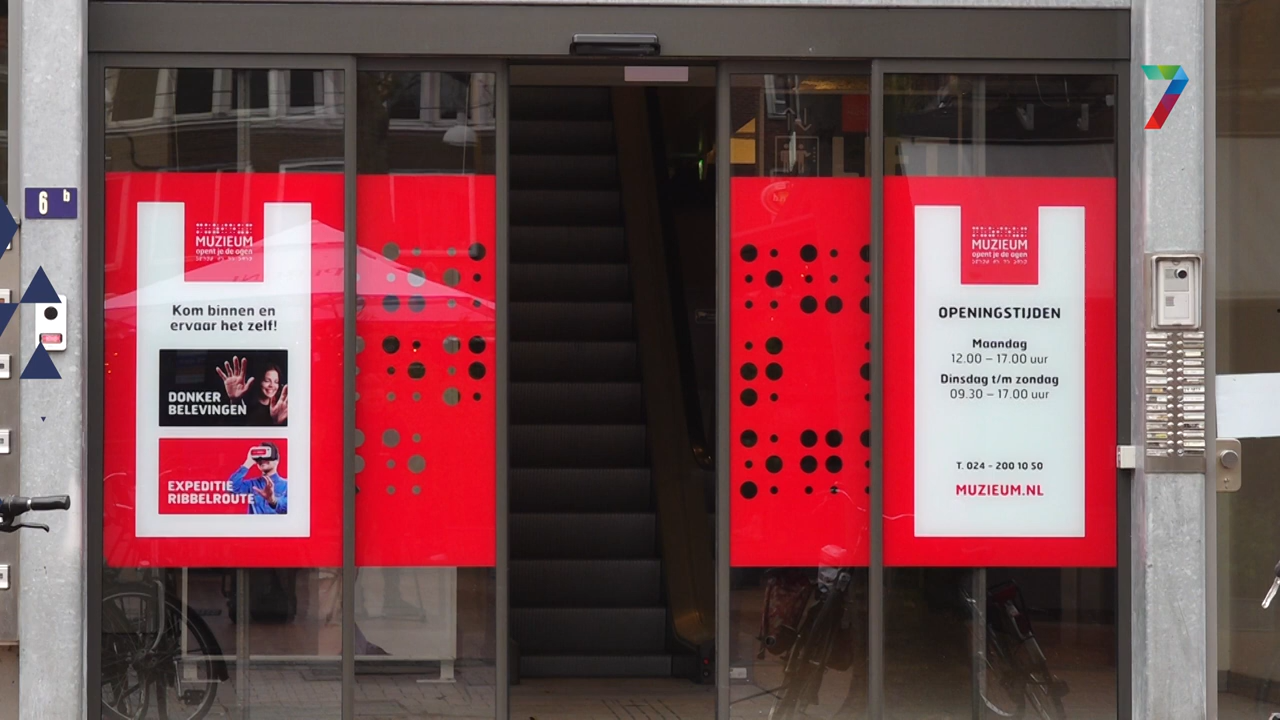 6 b
MUZIEUM
opent je de ogen
Kom binnen en
ervaar het zelf!
DONKER
BELEVINGEN
EXPEDITIE
RIBBELROUTE
MUZIEUM
opent je de ogen
OPENINGSTIJDEN
Maandag
12.00 – 17.00 uur
Dinsdag t/m zondag
09.30 – 17.00 uur
T. 024 - 200 10 50
MUZIEUM.NL
7